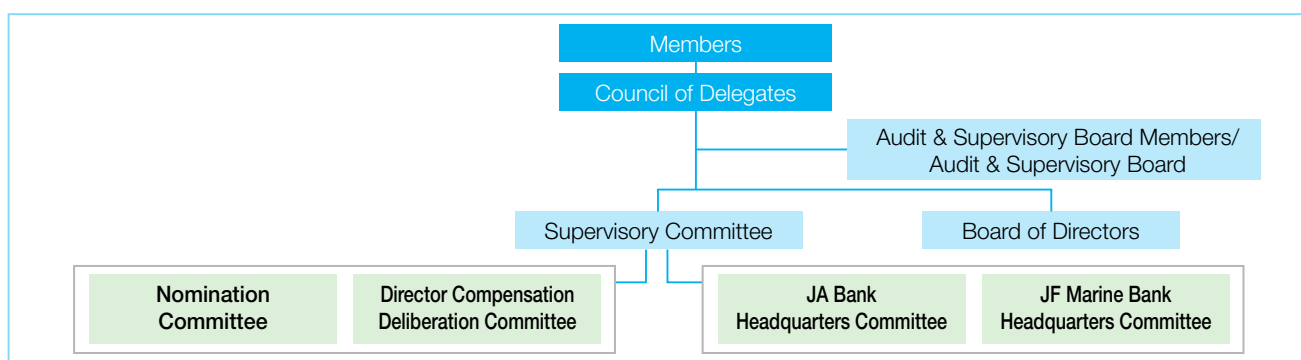 Members
Council of Delegates
Audit & Supervisory Board Members/
Audit & Supervisory Board
Supervisory Committee
Board of Directors
Nomination
Committee
Director Compensation
Deliberation Committee
JA Bank
Headquarters Committee
JF Marine Bank
Headquarters Committee